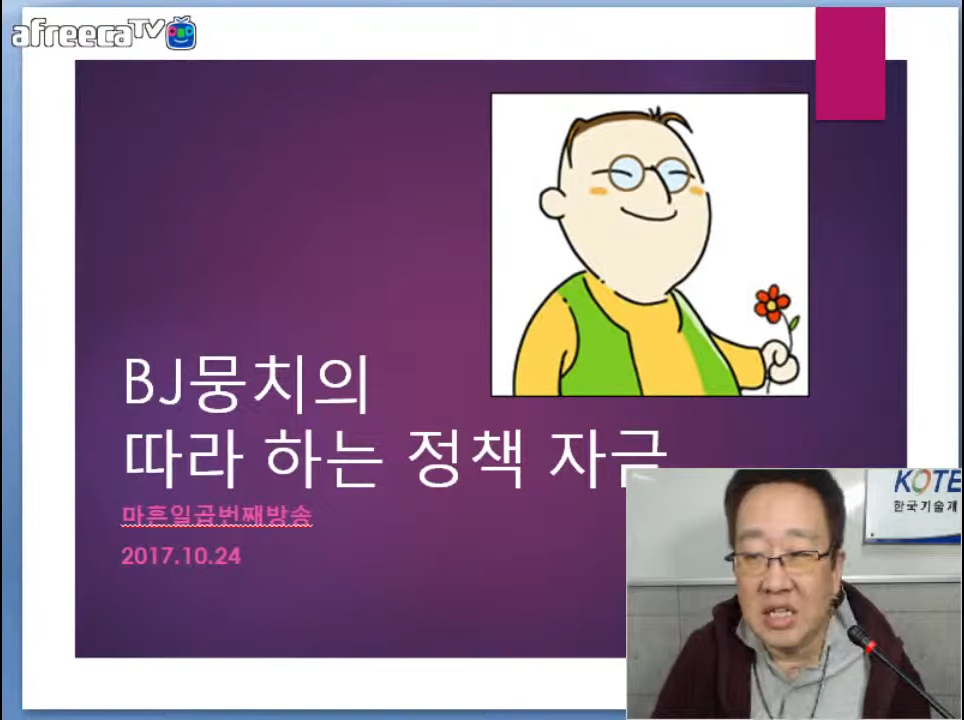 afreecaTV
BJ뭉치의
따라 하는 정책 자금
마흔일곱번째방송
2017.10.24
KOTE
한국기술개